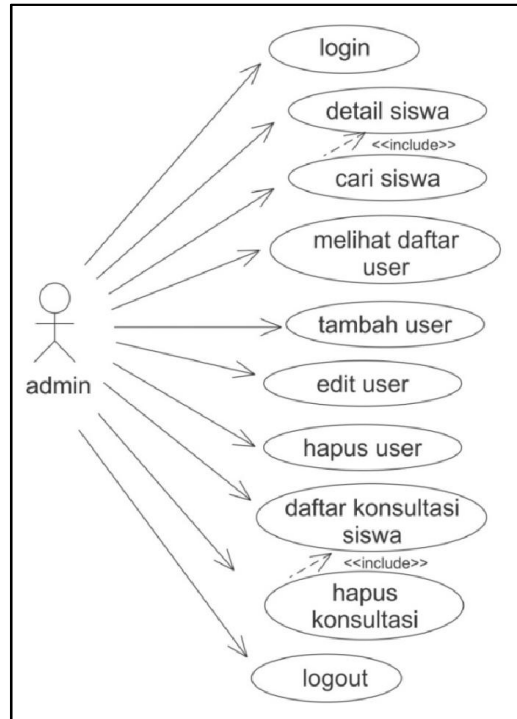 login
detail siswa
<<include>>
cari siswa
melihat daftar
user
tambah user
admin
edit user
hapus user
daftar konsultasi
siswa
<<include>>
hapus
konsultasi
logout